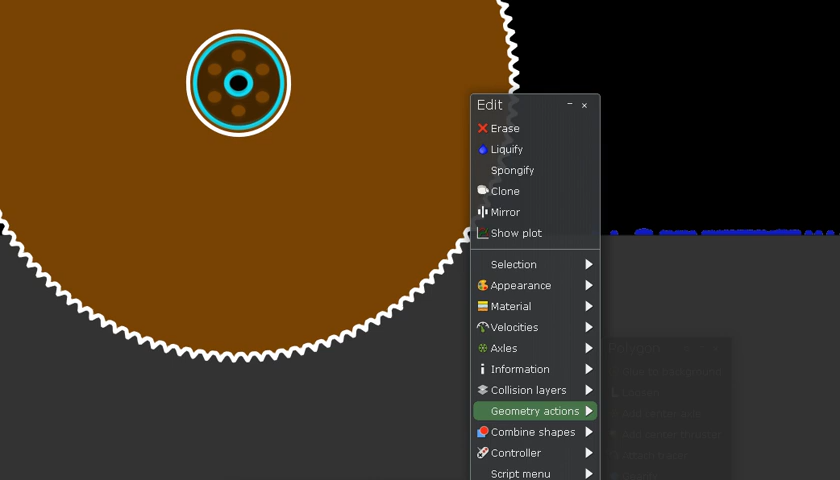 Edit
Erase
Liquify
Spongify
Clone
Mirror
Show plot
Selection
Appearance
Material
Velocities
Axles
Information
Collision layers
Geometry actions
Combine shapes
Controller
Script menu
Polygon